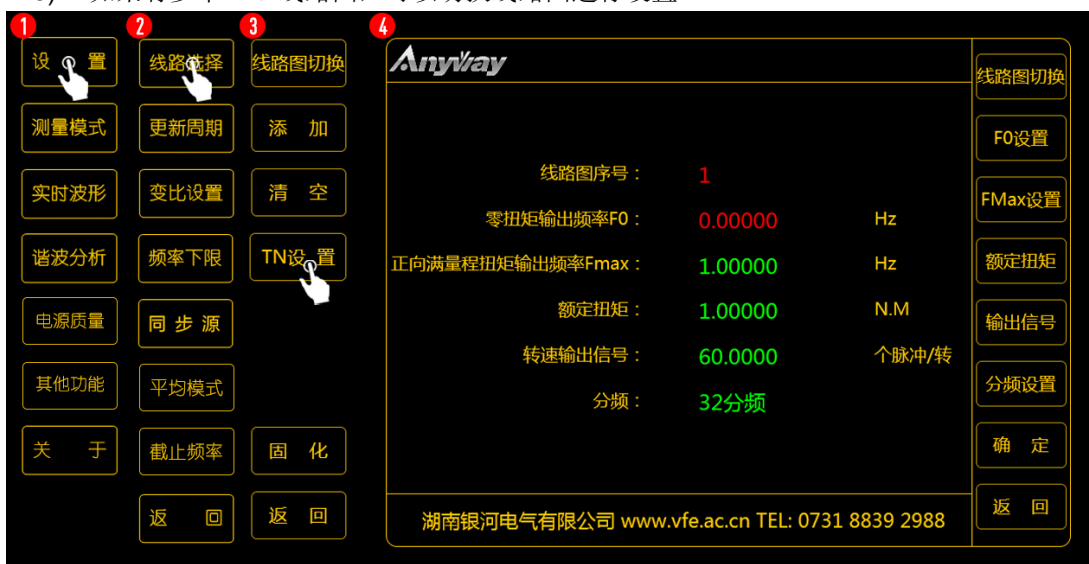 1
设 置
测量模式
实时波形
谐波分析
电源质量
其他功能
关 于
2
线路选择
更新周期
变比设置
频率下限
同 步 源
平均模式
截止频率
返 回
3
线路图切换
添 加
清 空
TN设 置
固 化
返 回
4
AnyWay
线路图序号： 1
零扭矩输出频率F0： 0.00000 Hz
正向满量程扭矩输出频率Fmax： 1.00000 Hz
额定扭矩： 1.00000 N.M
转速输出信号： 60.0000 个脉冲/转
分频： 32分频
湖南银河电气有限公司 www.vfe.ac.cn TEL: 0731 8839 2988
线路图切换
F0设置
FMax设置
额定扭矩
输出信号
分频设置
确 定
返 回